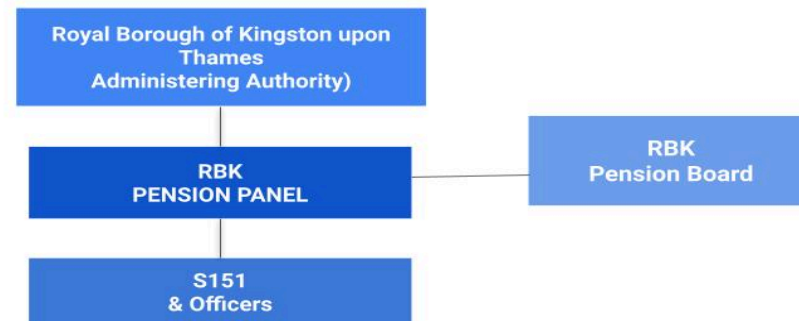 Royal Borough of Kingston upon
Thames
Administering Authority)
RBK
PENSION PANEL
RBK
Pension Board
S151
& Officers